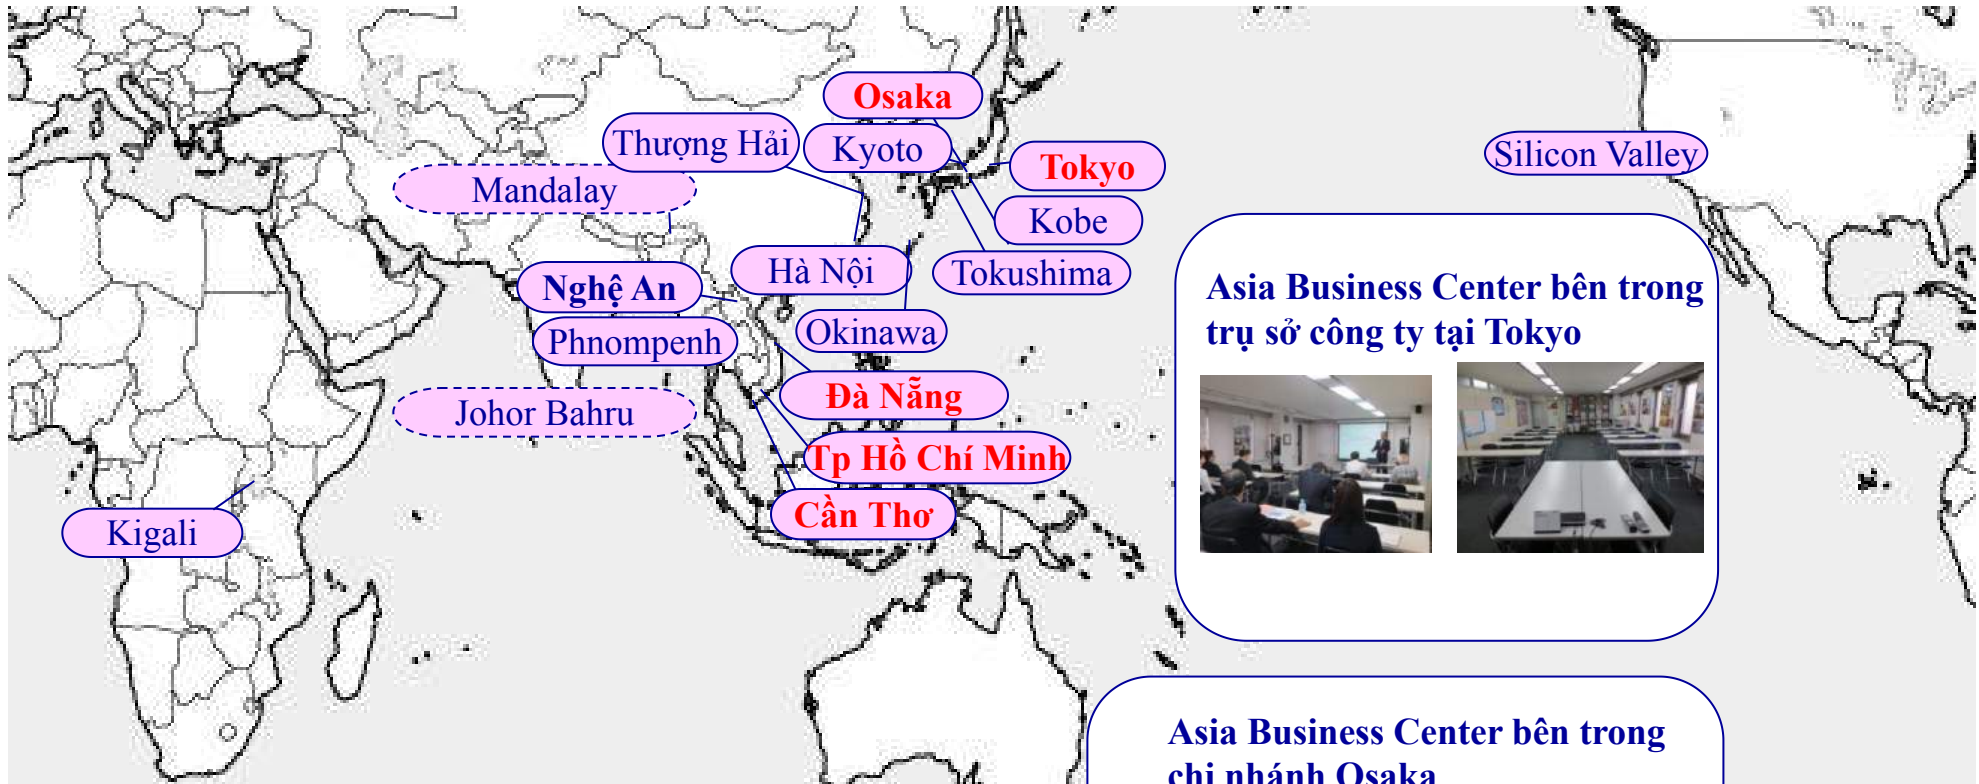 Osaka
Thượng Hải
Kyoto
Tokyo
Silicon Valley
Mandalay
Kobe
Hà Nội
Tokushima
Nghệ An
Okinawa
Phnompenh
Đà Nẵng
Johor Bahru
Tp Hồ Chí Minh
Cần Thơ
Kigali
Asia Business Center bên trong
trụ sở công ty tại Tokyo
Asia Business Center bên trong
chi nhánh Osaka